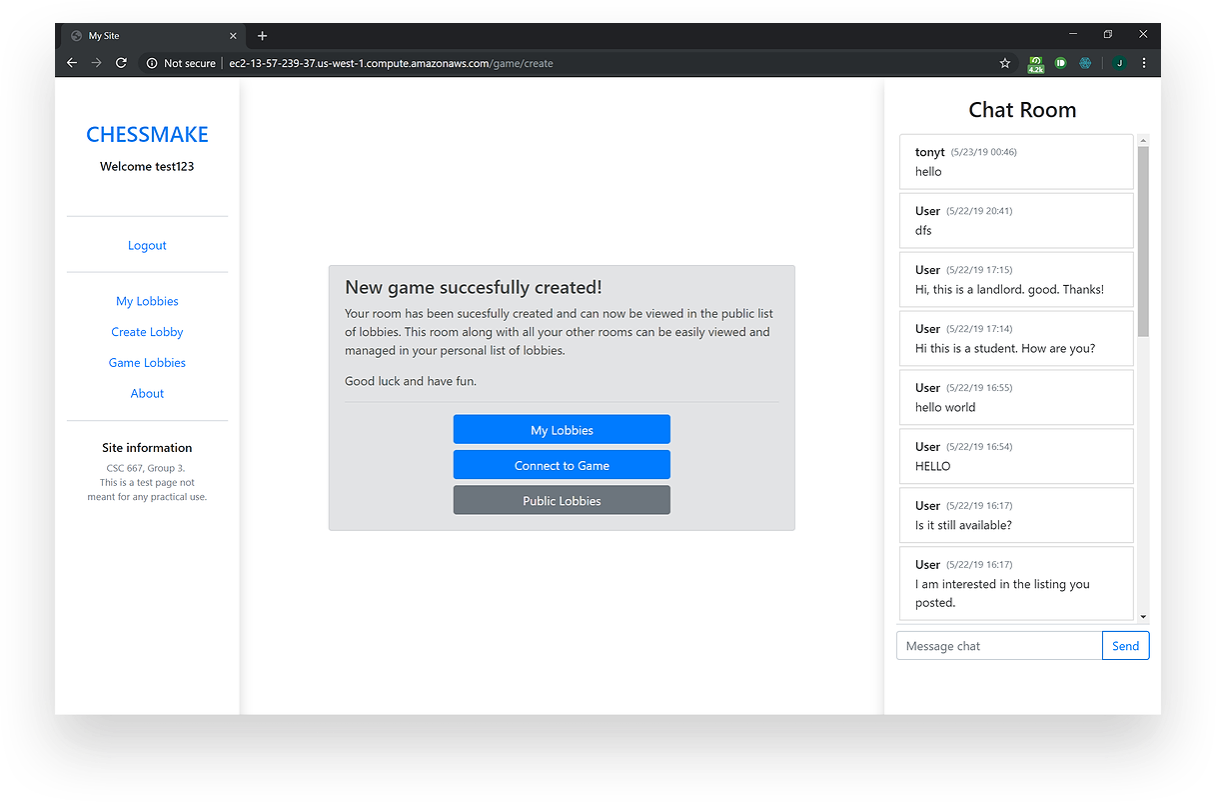 My Site
Not secure | ec2-13-57-239-37.us-west-1.compute.amazonaws.com/game/create
4.2k
J
CHESSMAKE
Welcome test123
Logout
My Lobbies
Create Lobby
Game Lobbies
About
Site information
CSC 667, Group 3.
This is a test page not
meant for any practical use.
New game succesfully created!
Your room has been sucesfully created and can now be viewed in the public list
of lobbies. This room along with all your other rooms can be easily viewed and
managed in your personal list of lobbies.
Good luck and have fun.
My Lobbies
Connect to Game
Public Lobbies
Chat Room
tonyt (5/23/19 00:46)
hello
User (5/22/19 20:41)
dfs
User (5/22/19 17:15)
Hi, this is a landlord. good. Thanks!
User (5/22/19 17:14)
Hi this is a student. How are you?
User (5/22/19 16:55)
hello world
User (5/22/19 16:54)
HELLO
User (5/22/19 16:17)
Is it still available?
User (5/22/19 16:17)
I am interested in the listing you
posted.
Message chat
Send